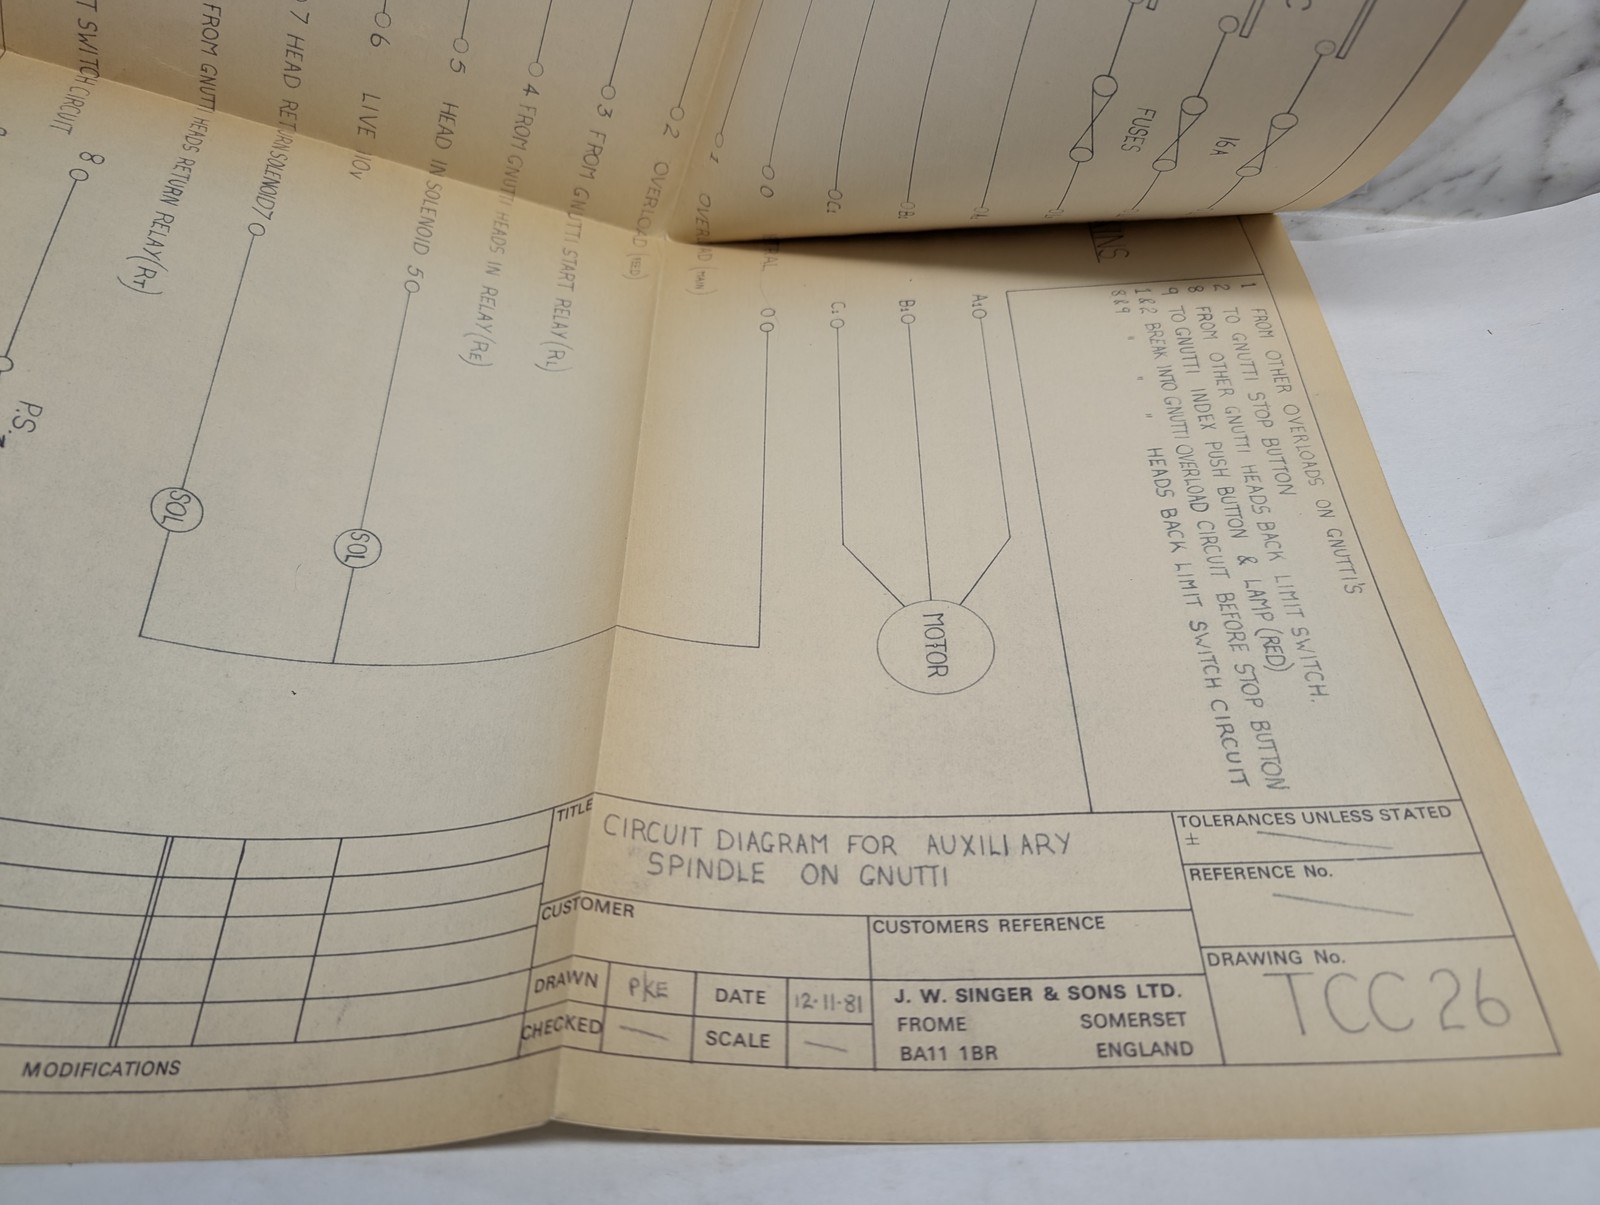 FUSES
16A
T SWITCH CIRCUIT 8
FROM GNUTTI HEADS RETURN RELAY (RT)
7 HEAD RETURN SOLENOID 7
6 LIVE
5 HEAD IN SOLENOID 5
4 FROM GNUTTI HEADS IN RELAY (RE)
3 FROM GNUTTI START RELAY (RL)
2 OVERLOAD (RED)
1 OVERLOAD (MAIN)
0
0
C2
C1
B1
A1
P.S.
SOL
SOL
MOTOR
1 FROM OTHER OVERLOADS ON GNUTTI'S
2 TO GNUTTI STOP BUTTON
8 FROM OTHER GNUTTI HEADS BACK LIMIT SWITCH.
9 TO GNUTTI INDEX PUSH BUTTON & LAMP (RED)
1&2 BREAK INTO GNUTTI OVERLOAD CIRCUIT BEFORE STOP BUTTON
8&9 " " " HEADS BACK LIMIT SWITCH CIRCUIT
TITLE
CIRCUIT DIAGRAM FOR AUXILIARY
SPINDLE ON GNUTTI
TOLERANCES UNLESS STATED
±
REFERENCE No.
CUSTOMER
CUSTOMERS REFERENCE
DRAWING No.
TCC 26
DRAWN PKE DATE 12-11-81
CHECKED SCALE
J. W. SINGER & SONS LTD.
FROME SOMERSET
BA11 1BR ENGLAND
MODIFICATIONS